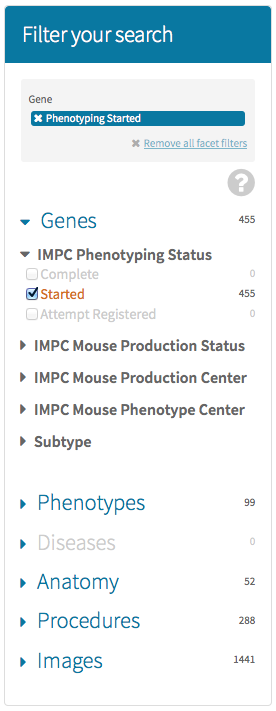 Filter your search
Gene
✖ Phenotyping Started
✖ Remove all facet filters
?
Genes 455
IMPC Phenotyping Status
Complete 0
Started 455
Attempt Registered 0
IMPC Mouse Production Status
IMPC Mouse Production Center
IMPC Mouse Phenotype Center
Subtype
Phenotypes 99
Diseases 0
Anatomy 52
Procedures 288
Images 1441